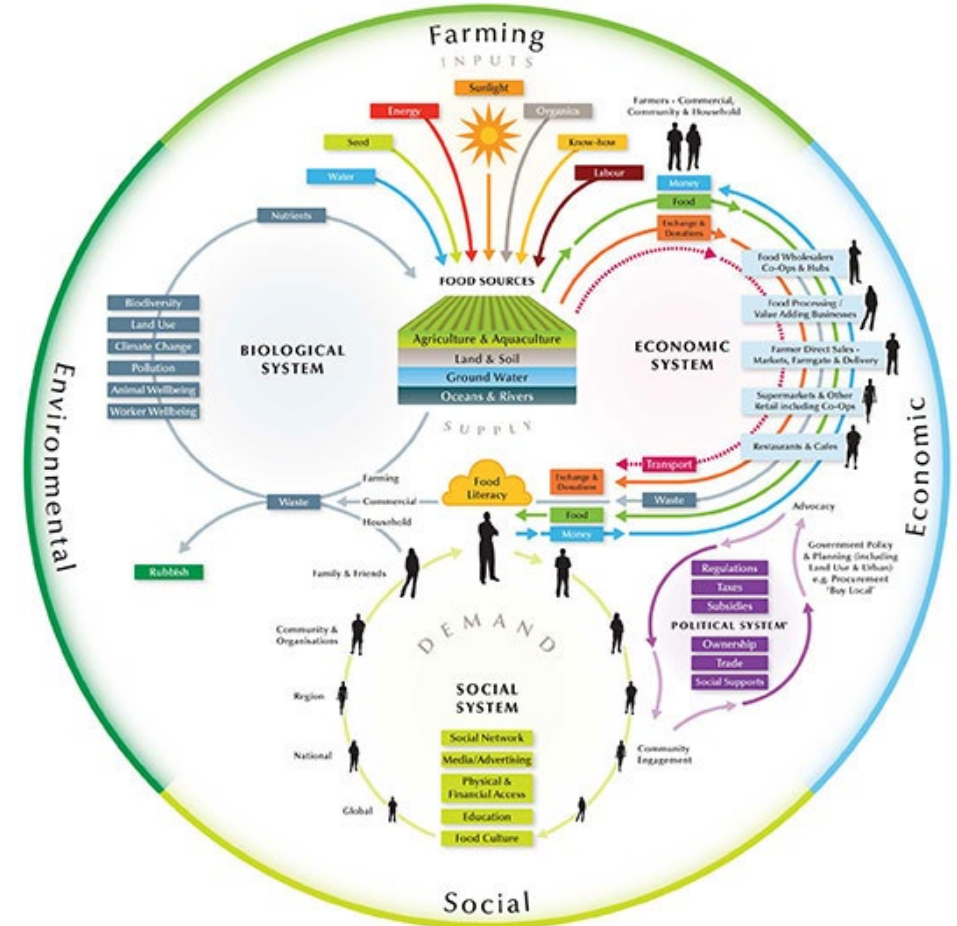 Farming
INPUTS
Sunlight
Energy
Organics
Seed
Know-how
Water
Labour
Farmers - Commercial,
Community & Household
Money
Food
Exchange &
Donations
Nutrients
FOOD SOURCES
Agriculture & Aquaculture
Land & Soil
Ground Water
Oceans & Rivers
SUPPLY
Biodiversity
Land Use
Climate Change
Pollution
Animal Wellbeing
Worker Wellbeing
BIOLOGICAL
SYSTEM
ECONOMIC
SYSTEM
Food Wholesalers
Co-Ops & Hubs
Food Processing /
Value Adding Businesses
Farmer Direct Sales -
Markets, Farmgate & Delivery
Supermarkets & Other
Retail including Co-Ops
Restaurants & Cafes
Environmental
Economic
Transport
Exchange &
Donations
Waste
Food
Money
Food
Literacy
Farming
Commercial
Household
Waste
Rubbish
Advocacy
Government Policy
& Planning (including
Land Use & Urban)
e.g. Procurement
'Buy Local'
Regulations
Taxes
Subsidies
POLITICAL SYSTEM'
Ownership
Trade
Social Supports
Community
Engagement
Family & Friends
Community &
Organisations
Region
National
Global
DEMAND
SOCIAL
SYSTEM
Social Network
Media/Advertising
Physical &
Financial Access
Education
Food Culture
Social